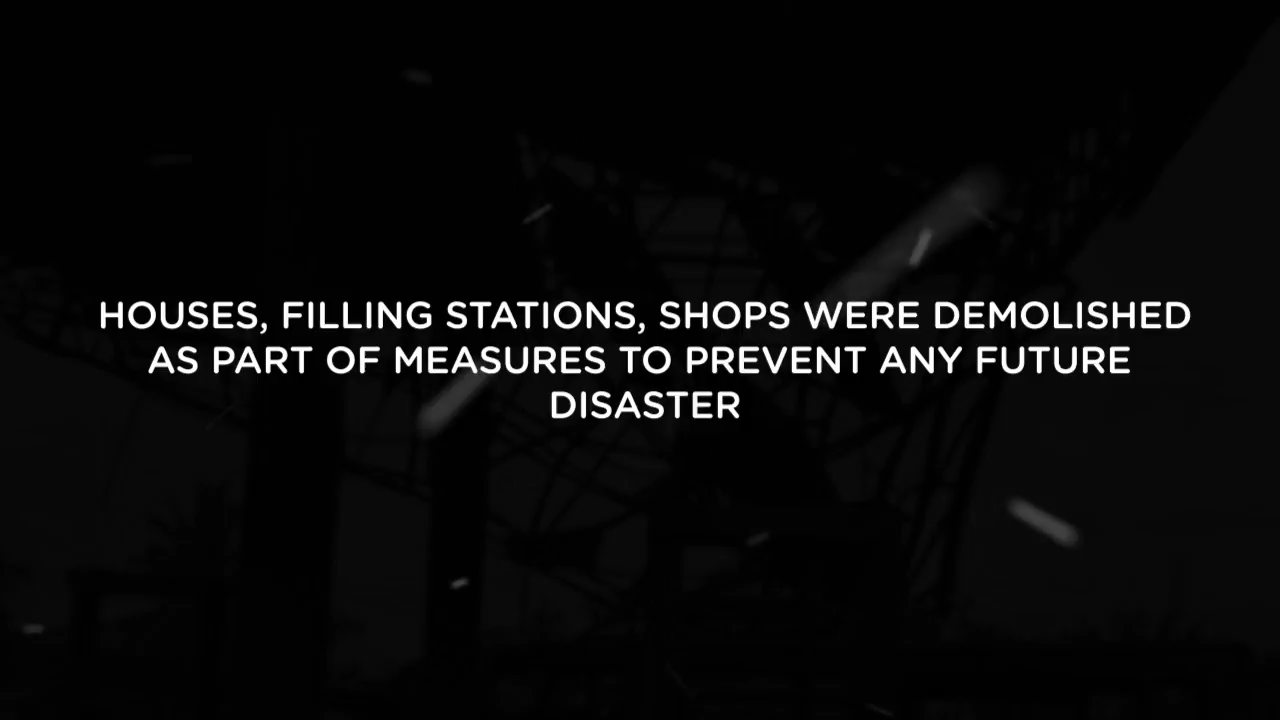 HOUSES, FILLING STATIONS, SHOPS WERE DEMOLISHED
AS PART OF MEASURES TO PREVENT ANY FUTURE
DISASTER